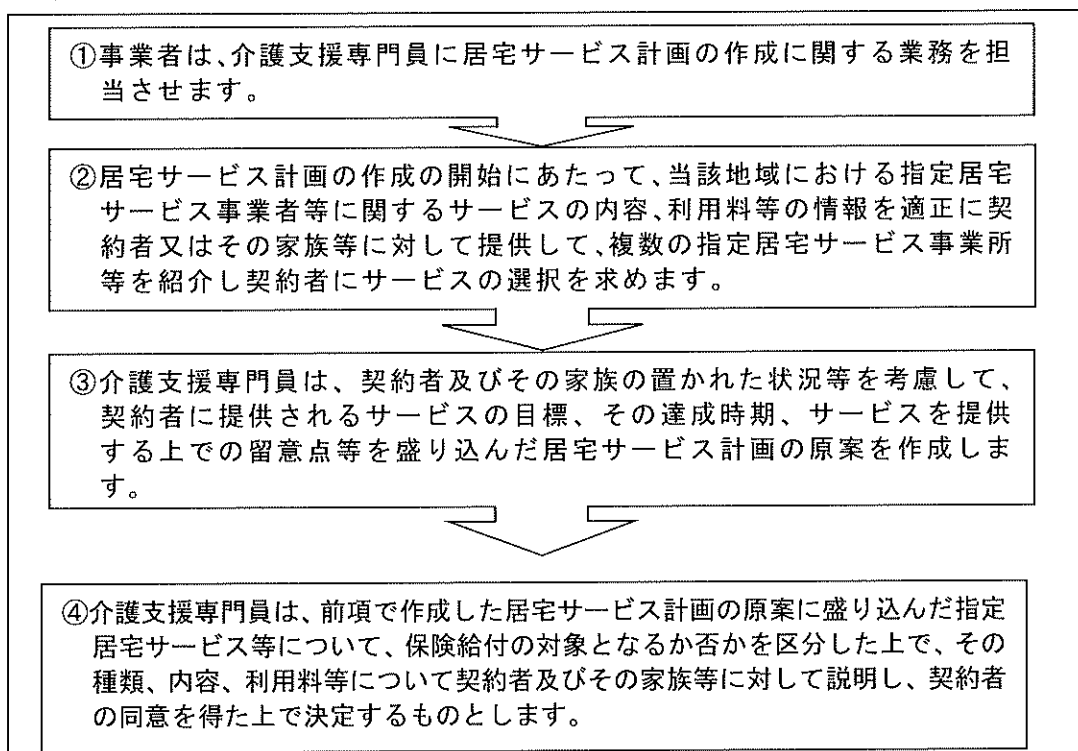 ①事業者は、介護支援専門員に居宅サービス計画の作成に関する業務を担
当させます。
②居宅サービス計画の作成の開始にあたって、当該地域における指定居宅
サービス事業者等に関するサービスの内容、利用料等の情報を適正に契
約者又はその家族等に対して提供して、複数の指定居宅サービス事業所
等を紹介し契約者にサービスの選択を求めます。
③介護支援専門員は、契約者及びその家族の置かれた状況等を考慮して、
契約者に提供されるサービスの目標、その達成時期、サービスを提供
する上での留意点等を盛り込んだ居宅サービス計画の原案を作成しま
す。
④介護支援専門員は、前項で作成した居宅サービス計画の原案に盛り込んだ指定
居宅サービス等について、保険給付の対象となるか否かを区分した上で、その
種類、内容、利用料等について契約者及びその家族等に対して説明し、契約者
の同意を得た上で決定するものとします。